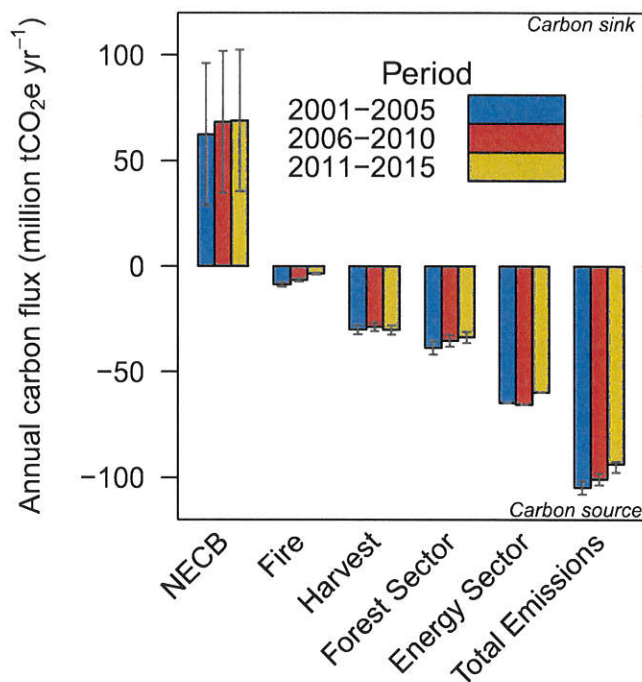 Annual carbon flux (million tCO₂e yr⁻¹)
100
50
0
−50
−100
Carbon sink
Period
2001−2005
2006−2010
2011−2015
0
Carbon source
NECB
Fire
Harvest
Forest Sector
Energy Sector
Total Emissions